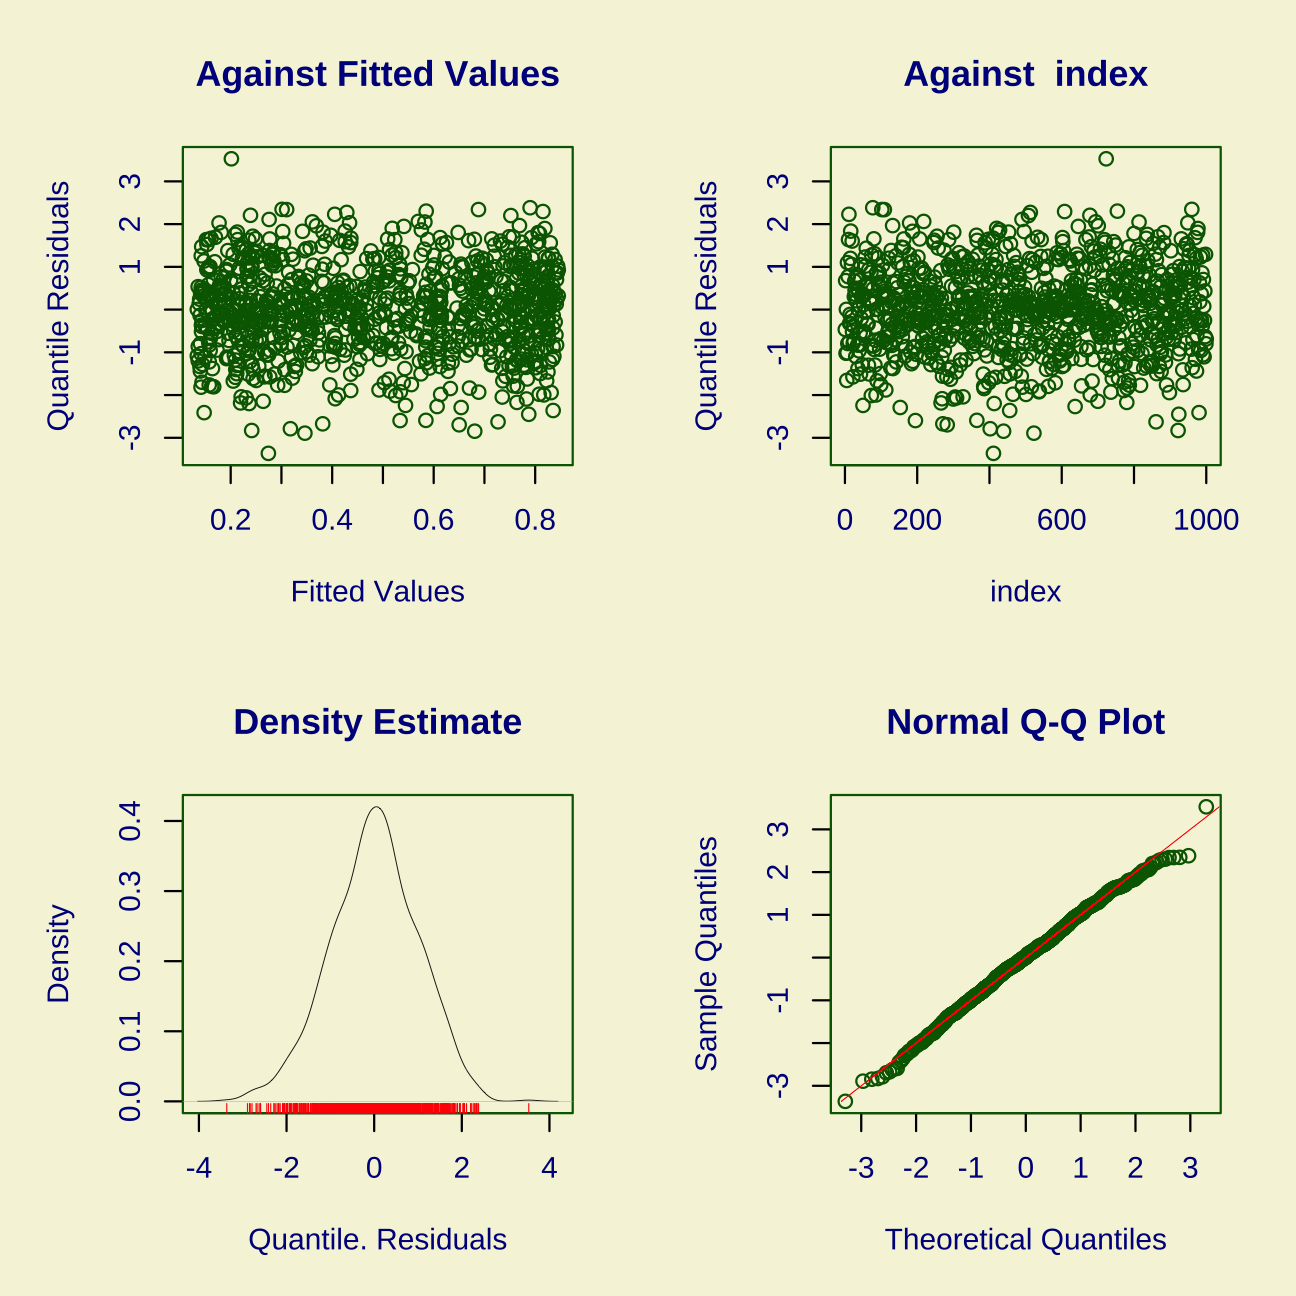 Against Fitted Values
Quantile Residuals
3
2
1
-1
-3
0.2 0.4 0.6 0.8
Fitted Values
Against  index
Quantile Residuals
3
2
1
-1
-3
0 200 600 1000
index
Density Estimate
Density
0.4
0.3
0.2
0.1
0.0
-4 -2 0 2 4
Quantile. Residuals
Normal Q-Q Plot
Sample Quantiles
3
2
1
-1
-3
-3 -2 -1 0 1 2 3
Theoretical Quantiles